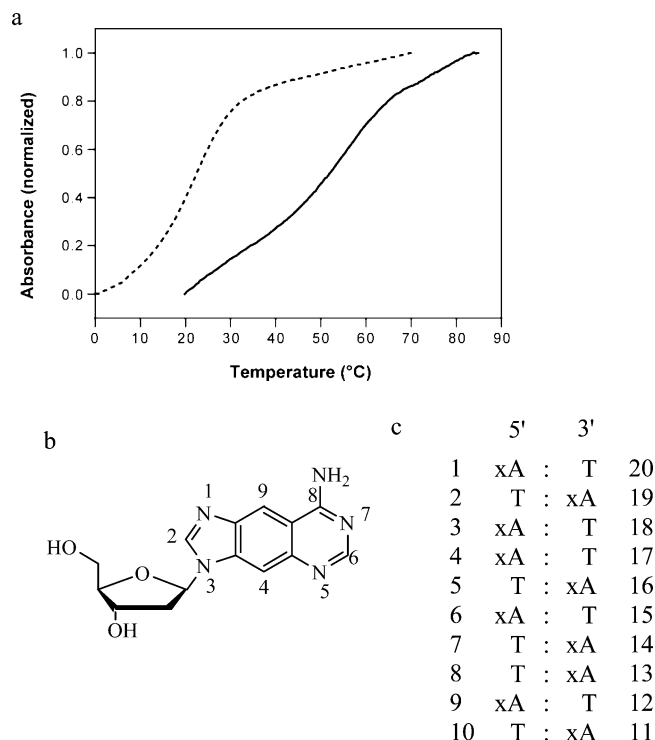 a
Absorbance (normalized)
1.0
0.8
0.6
0.4
0.2
0.0
0 10 20 30 40 50 60 70 80 90
Temperature (°C)
b
NH2
1
9
8
N
N 7
2
6
HO
O
N
3
4
N
5
OH
c
5' 3'
1 xA : T 20
2 T : xA 19
3 xA : T 18
4 xA : T 17
5 T : xA 16
6 xA : T 15
7 T : xA 14
8 T : xA 13
9 xA : T 12
10 T : xA 11